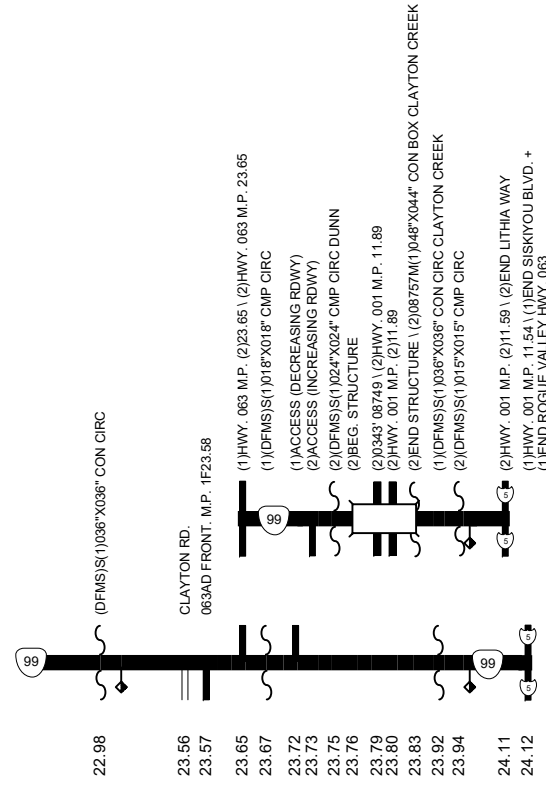 99
22.98 (DFMS)S(1)036"X036" CON CIRC
23.56 CLAYTON RD.
23.57 063AD FRONT. M.P. 1F23.58
23.65 (1)HWY. 063 M.P. (2)23.65 \ (2)HWY. 063 M.P. 23.65
23.67 (1)(DFMS)S(1)018"X018" CMP CIRC
99
23.72 (1)ACCESS (DECREASING RDWY)
23.73 (2)ACCESS (INCREASING RDWY)
23.75 (2)(DFMS)S(1)024"X024" CMP CIRC DUNN
23.76 (2)BEG. STRUCTURE
23.79 (2)0343' 08749 \ (2)HWY. 001 M.P. 11.89
23.80 (2)HWY. 001 M.P. (2)11.89
23.83 (2)END STRUCTURE \ (2)08757M(1)048"X044" CON BOX CLAYTON CREEK
23.92 (1)(DFMS)S(1)036"X036" CON CIRC CLAYTON CREEK
23.94 (2)(DFMS)S(1)015"X015" CMP CIRC
99
24.11 (2)HWY. 001 M.P. (2)11.59 \ (2)END LITHIA WAY
5 5
24.12 (1)HWY. 001 M.P. 11.54 \ (1)END SISKIYOU BLVD. +
5 5
(1)END ROGUE VALLEY HWY. 063